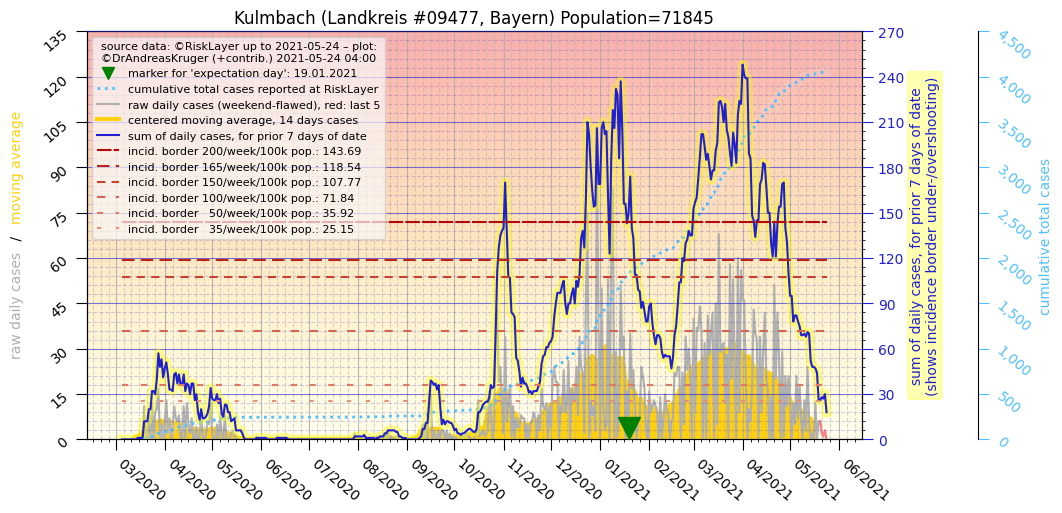 Kulmbach (Landkreis #09477, Bayern) Population=71845
source data: ©RiskLayer up to 2021-05-24 – plot:
©DrAndreasKruger (+contrib.) 2021-05-24 04:00
marker for 'expectation day': 19.01.2021
cumulative total cases reported at RiskLayer
raw daily cases (weekend-flawed), red: last 5
centered moving average, 14 days cases
sum of daily cases, for prior 7 days of date
incid. border 200/week/100k pop.: 143.69
incid. border 165/week/100k pop.: 118.54
incid. border 150/week/100k pop.: 107.77
incid. border 100/week/100k pop.: 71.84
incid. border   50/week/100k pop.: 35.92
incid. border   35/week/100k pop.: 25.15
raw daily cases   /   moving average
135
120
105
90
75
60
45
30
15
0
03/2020
04/2020
05/2020
06/2020
07/2020
08/2020
09/2020
10/2020
11/2020
12/2020
01/2021
02/2021
03/2021
04/2021
05/2021
06/2021
270
240
210
180
150
120
90
60
30
0
sum of daily cases, for prior 7 days of date
(shows incidence border under-/overshooting)
4,500
4,000
3,500
3,000
2,500
2,000
1,500
1,000
500
0
cumulative total cases